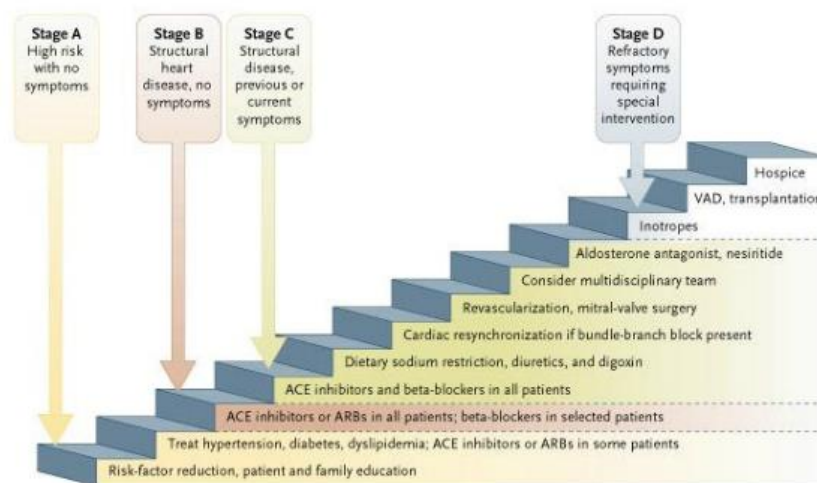 Stage A
High risk
with no
symptoms
Stage B
Structural
heart
disease, no
symptoms
Stage C
Structural
disease,
previous or
current
symptoms
Stage D
Refractory
symptoms
requiring
special
intervention
Hospice
VAD, transplantation
Inotropes
Aldosterone antagonist, nesiritide
Consider multidisciplinary team
Revascularization, mitral-valve surgery
Cardiac resynchronization if bundle-branch block present
Dietary sodium restriction, diuretics, and digoxin
ACE inhibitors and beta-blockers in all patients
ACE inhibitors or ARBs in all patients; beta-blockers in selected patients
Treat hypertension, diabetes, dyslipidemia; ACE inhibitors or ARBs in some patients
Risk-factor reduction, patient and family education